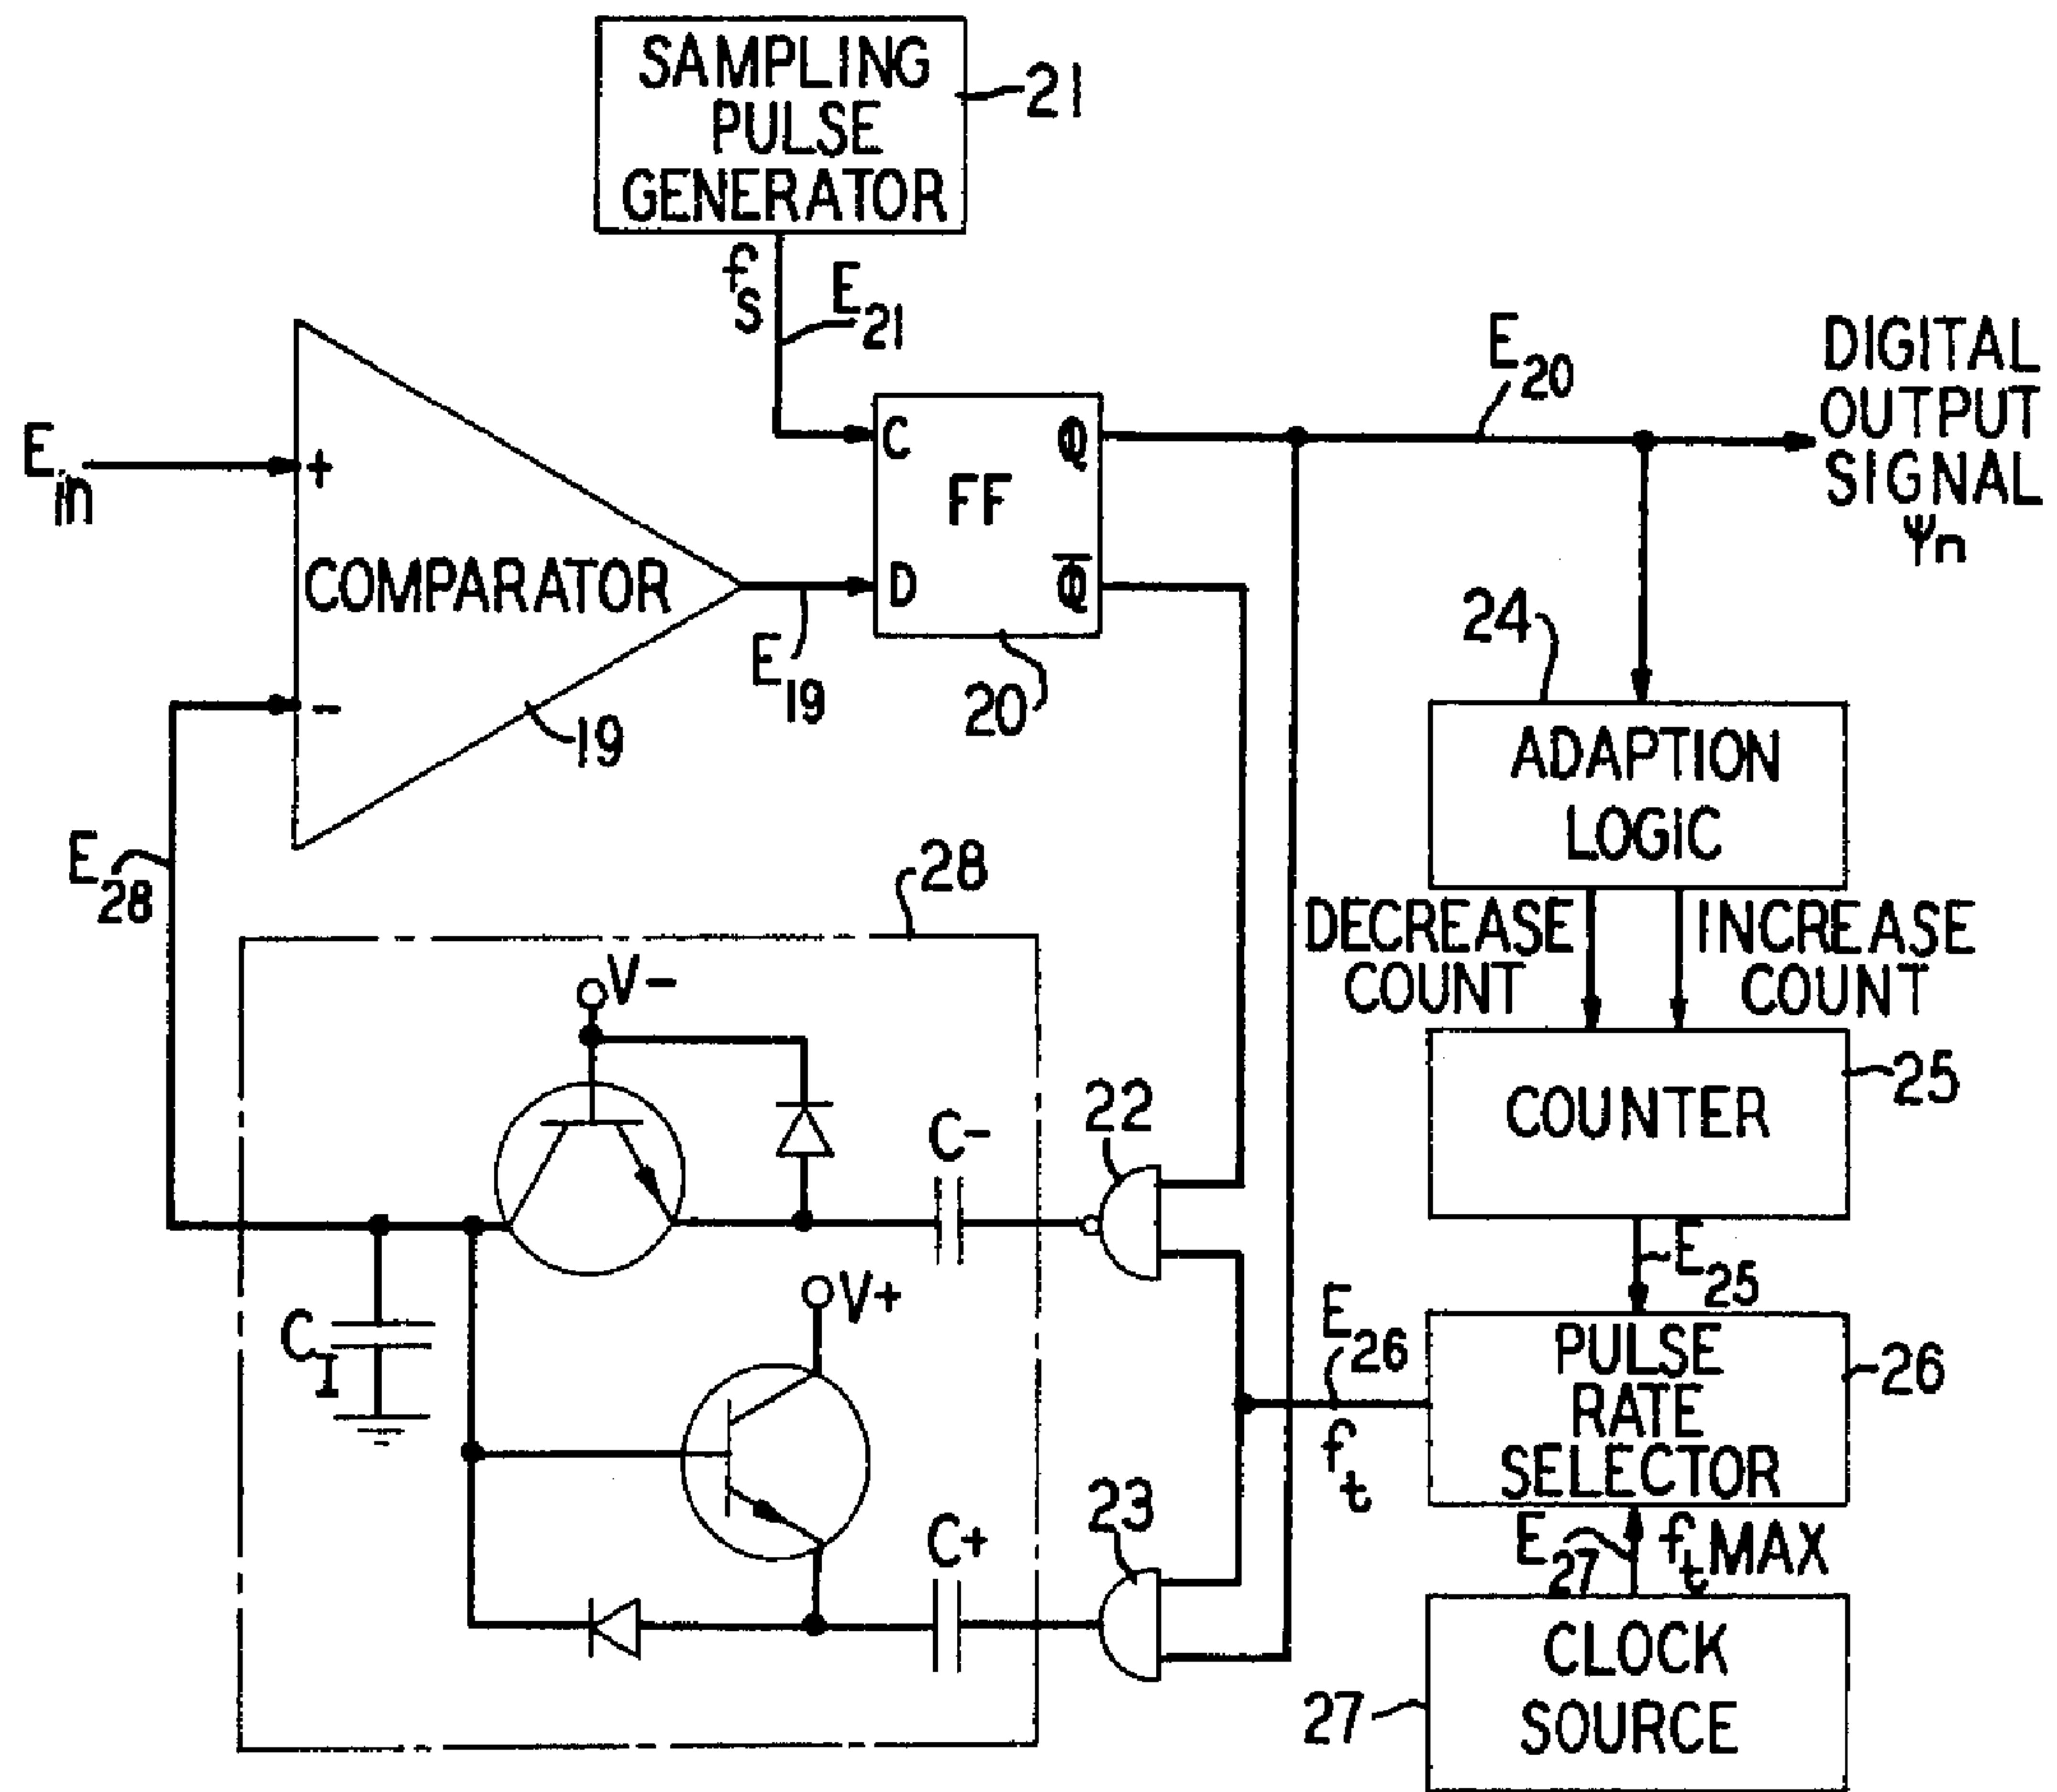 SAMPLING
PULSE
GENERATOR
21
fS
E21
Ein
+
COMPARATOR
-
19
E19
C
D
FF
Q
Q̅
20
E20
DIGITAL
OUTPUT
SIGNAL
Ψn
24
ADAPTION
LOGIC
DECREASE
COUNT
INCREASE
COUNT
COUNTER
25
E25
PULSE
RATE
SELECTOR
26
E26
ft
E27
ftMAX
CLOCK
SOURCE
27
E28
28
V-
C-
22
CI
V+
C+
23